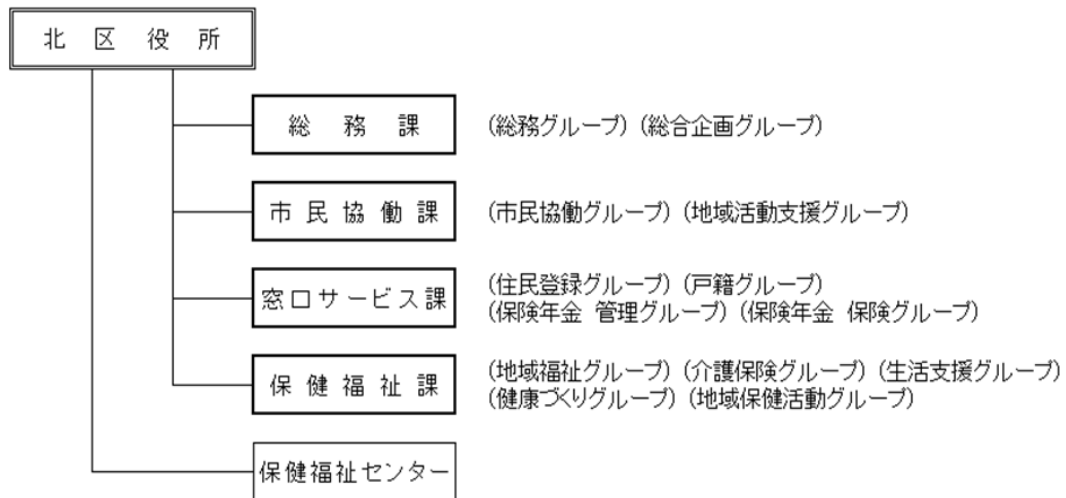 北区役所
総務課 (総務グループ) (総合企画グループ)
市民協働課 (市民協働グループ) (地域活動支援グループ)
窓口サービス課 (住民登録グループ) (戸籍グループ)
(保険年金 管理グループ) (保険年金 保険グループ)
保健福祉課 (地域福祉グループ) (介護保険グループ) (生活支援グループ)
(健康づくりグループ) (地域保健活動グループ)
保健福祉センター